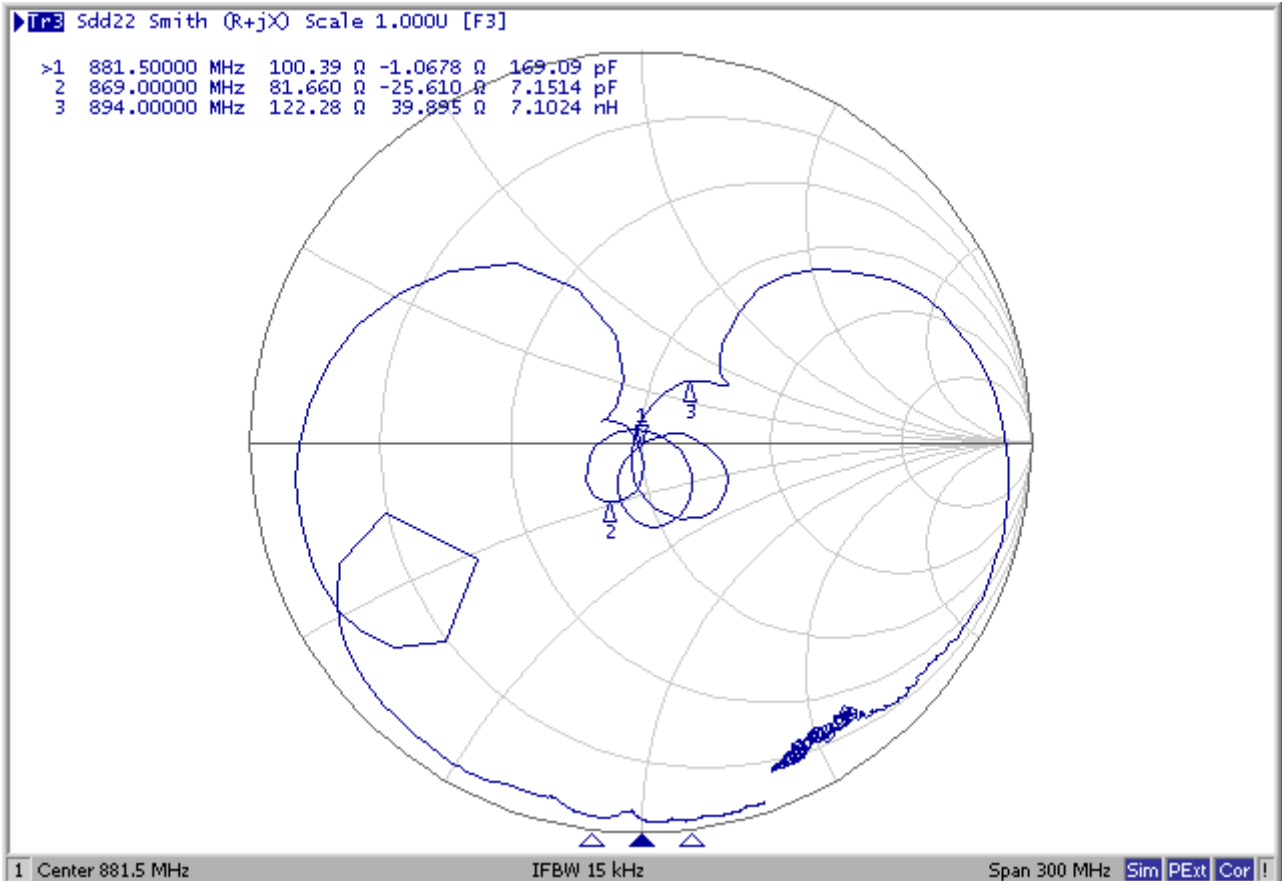 Tr3 Sdd22 Smith (R+jX) Scale 1.000U [F3]
>1 881.50000 MHz 100.39 Ω -1.0678 Ω 169.09 pF
2 869.00000 MHz 81.660 Ω -25.610 Ω 7.1514 pF
3 894.00000 MHz 122.28 Ω 39.895 Ω 7.1024 nH
1
3
2
1 Center 881.5 MHz IFBW 15 kHz Span 300 MHz Sim PExt Cor !